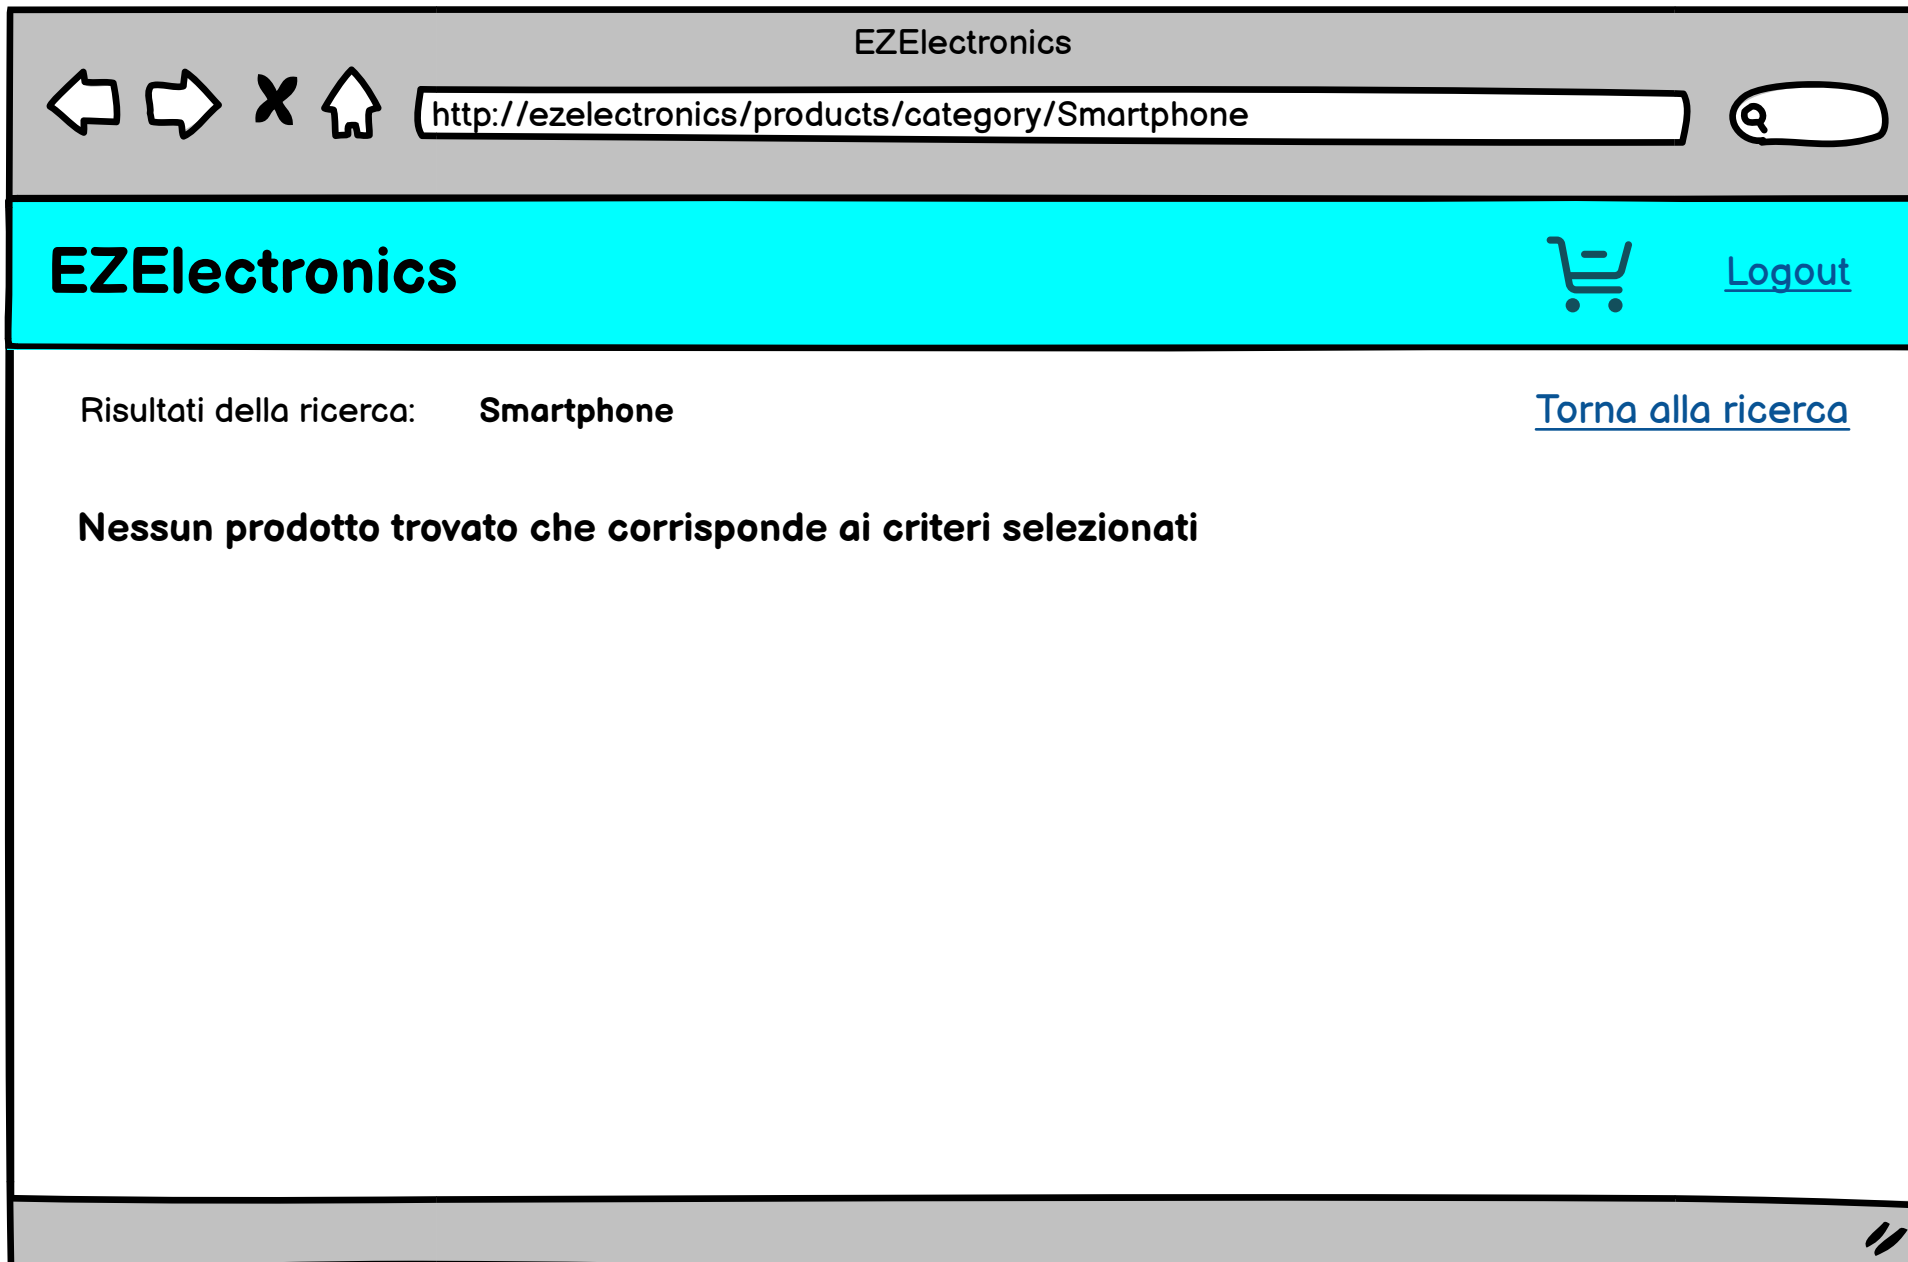 EZElectronics
http://ezelectronics/products/category/Smartphone
EZElectronics
Logout
Risultati della ricerca: Smartphone
Torna alla ricerca
Nessun prodotto trovato che corrisponde ai criteri selezionati